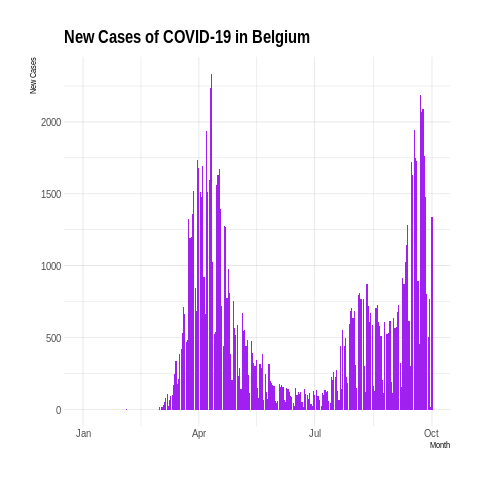 New Cases of COVID-19 in Belgium
New Cases
2000
1500
1000
500
0
Jan Apr Jul Oct
Month